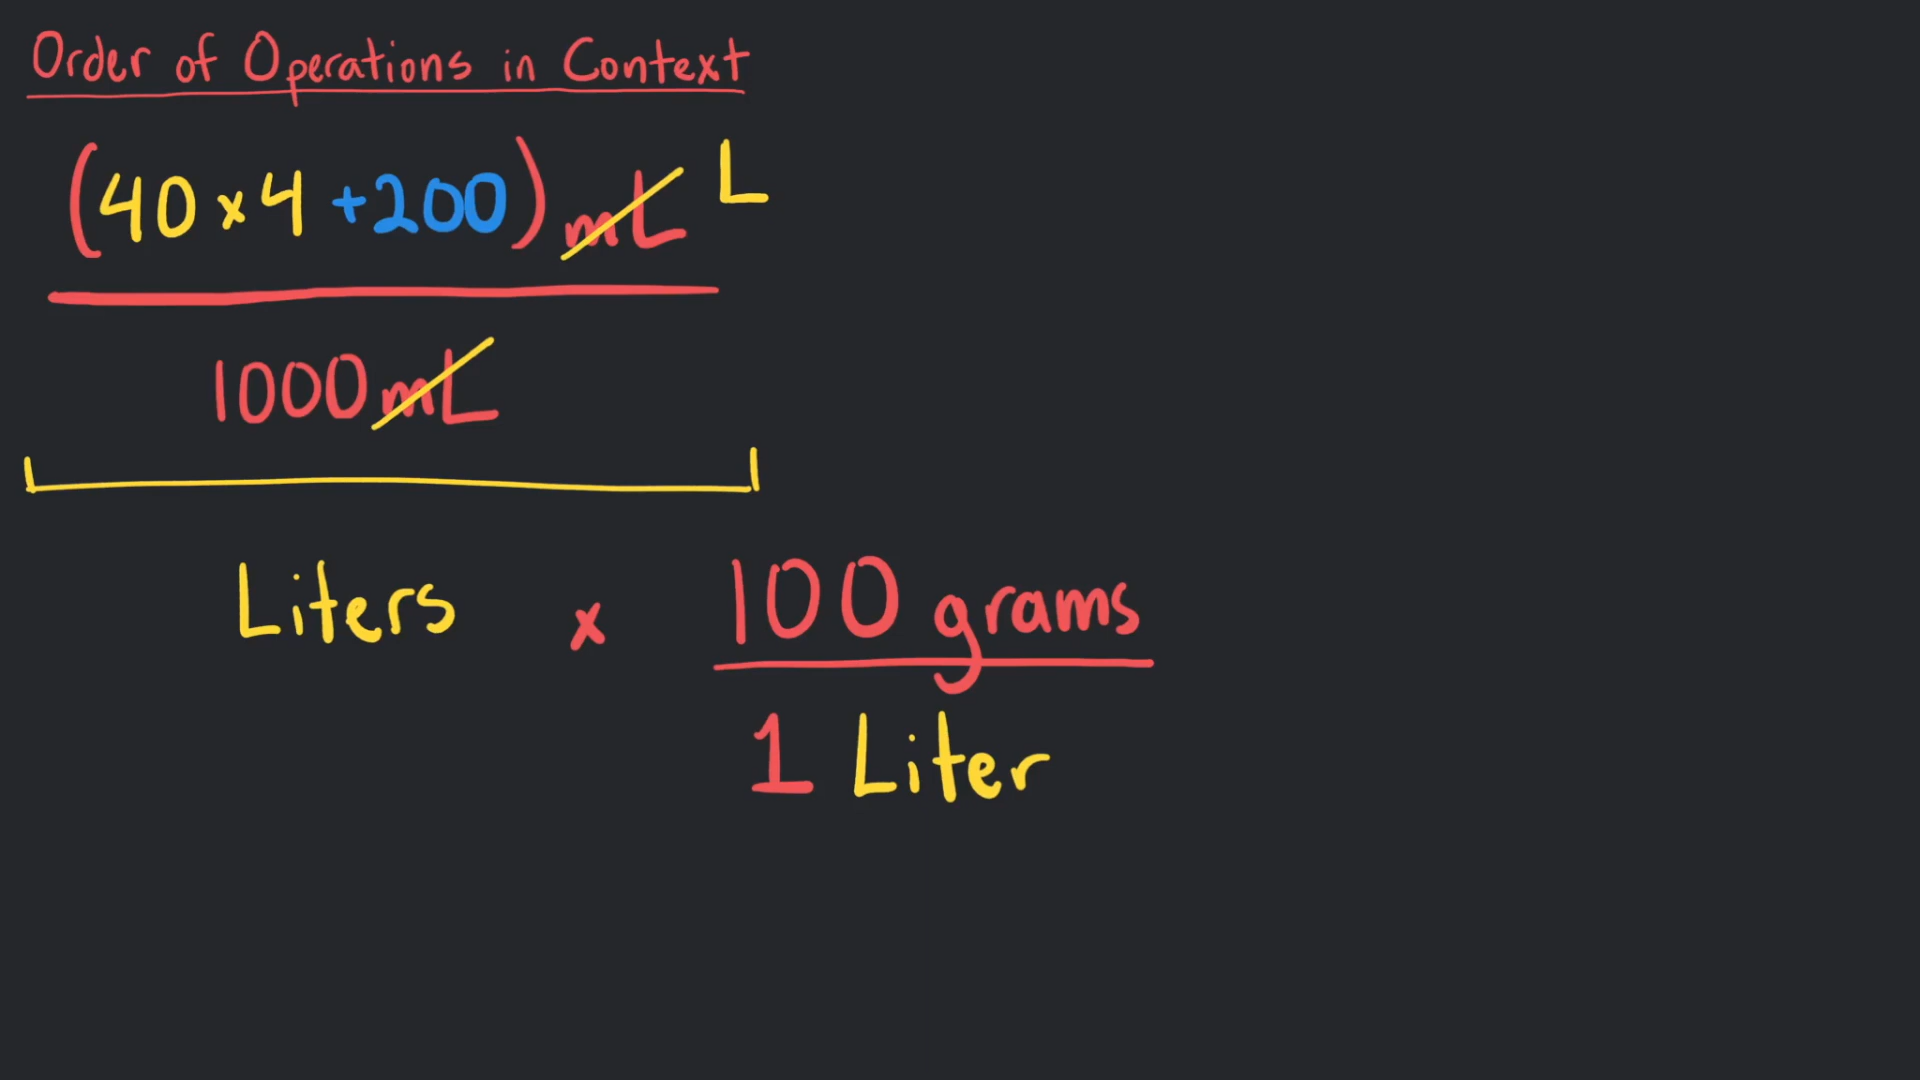 Order of Operations in Context
(40 x 4 + 200) mL L
1000 mL
Liters x 100 grams
1 Liter